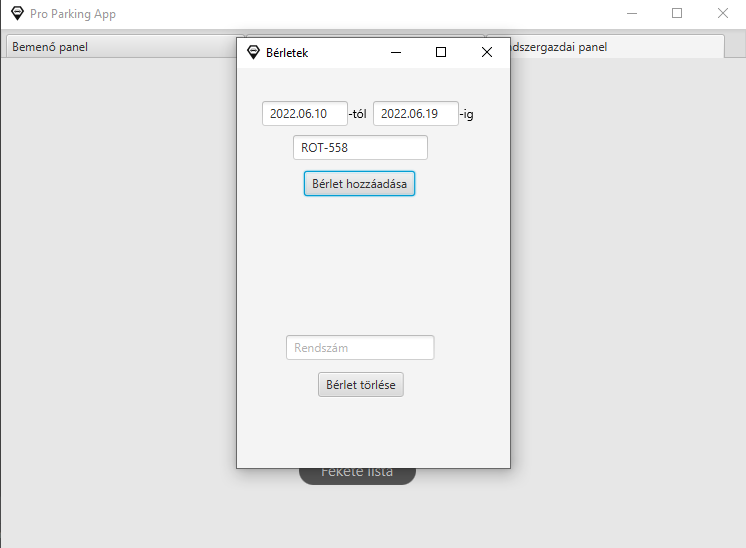 Pro Parking App
Bemenő panel
Bérletek
2022.06.10 -tól 2022.06.19 -ig
ROT-558
Bérlet hozzáadása
Rendszám
Bérlet törlése
Fekete lista